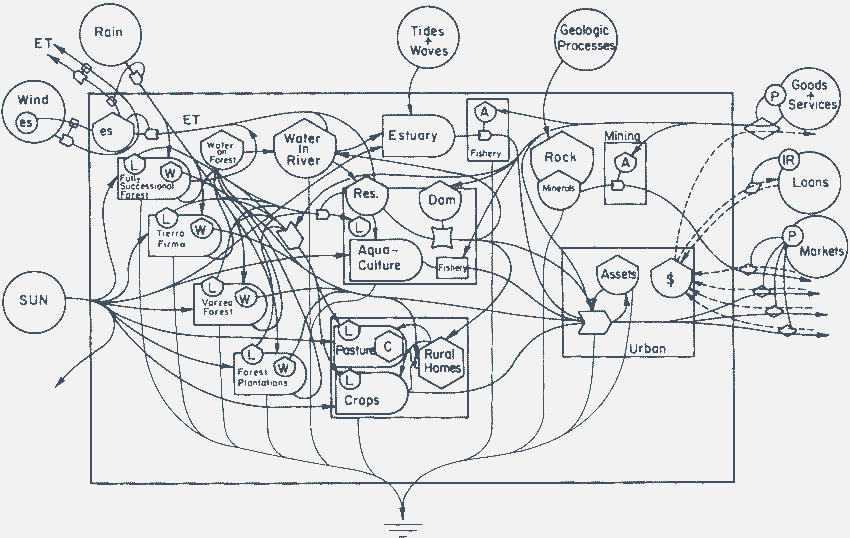 Rain
ET
Tides
+
Waves
Geologic
Processes
Wind
es
es
ET
Goods
+
Services
P
A
Fishery
Mining
A
Rock
Minerals
Water
on
Forest
Water
in
River
Estuary
L
W
Fully
Successional
Forest
IR
Loans
Res.
Dam
L
W
Tierra
Firma
L
Aqua-
Culture
Fishery
P
Markets
Assets
$
SUN
L
W
Varzea
Forest
L
Pasture
C
Rural
Homes
Urban
L
W
Forest
Plantations
L
Crops